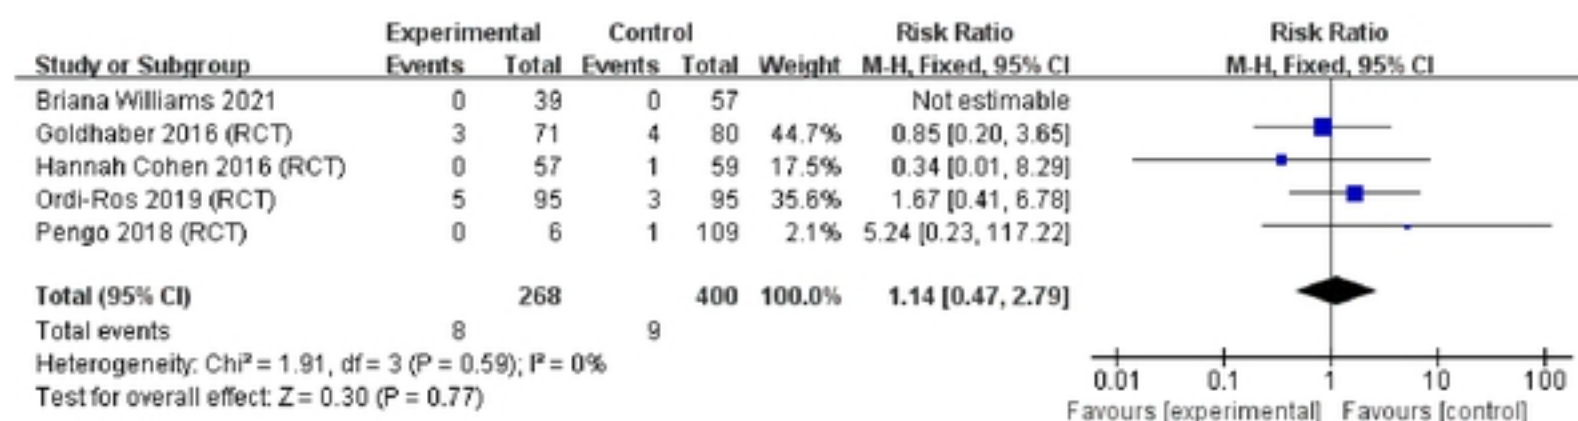 Experimental Control Risk Ratio Risk Ratio
Study or Subgroup Events Total Events Total Weight M-H, Fixed, 95% CI M-H, Fixed, 95% CI
Briana Williams 2021 0 39 0 57 Not estimable
Goldhaber 2016 (RCT) 3 71 4 80 44.7% 0.85 [0.20, 3.65]
Hannah Cohen 2016 (RCT) 0 57 1 59 17.5% 0.34 [0.01, 8.29]
Ordi-Ros 2019 (RCT) 5 95 3 95 35.6% 1.67 [0.41, 6.78]
Pengo 2018 (RCT) 0 6 1 109 2.1% 5.24 [0.23, 117.22]
Total (95% CI) 268 400 100.0% 1.14 [0.47, 2.79]
Total events 8 9
Heterogeneity: Chi² = 1.91, df = 3 (P = 0.59); I² = 0%
Test for overall effect: Z = 0.30 (P = 0.77)
0.01 0.1 1 10 100
Favours [experimental] Favours [control]